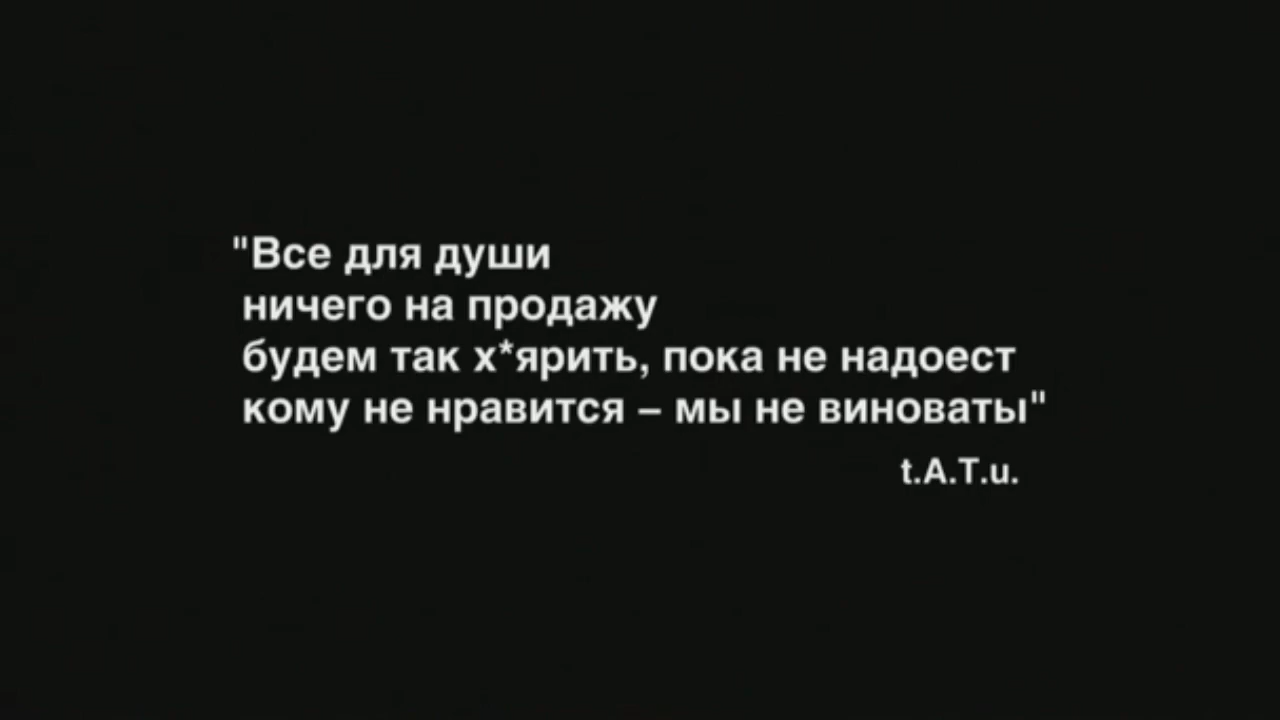 "Все для души
ничего на продажу
будем так х*ярить, пока не надоест
кому не нравится – мы не виноваты"
t.A.T.u.